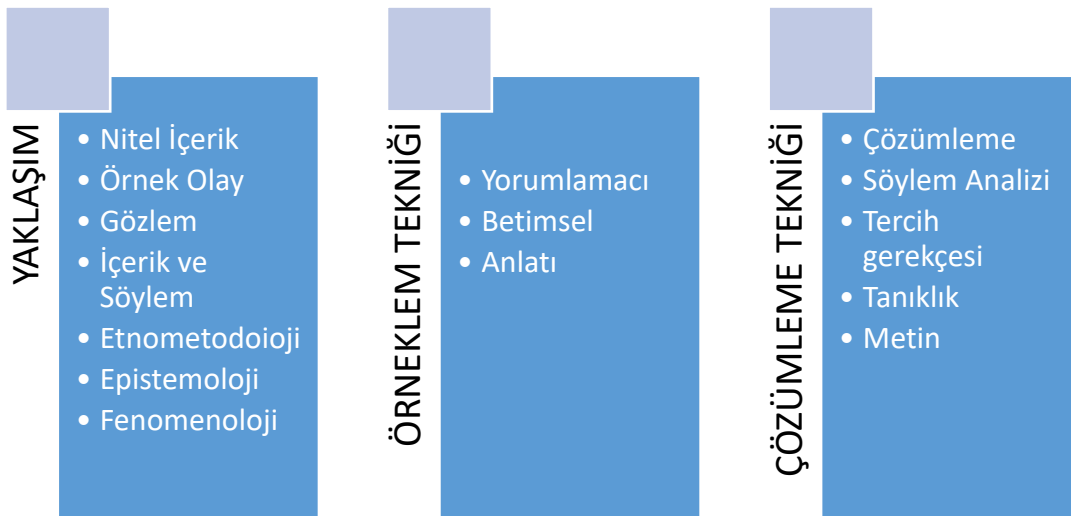 YAKLAŞIM
• Nitel İçerik
• Örnek Olay
• Gözlem
• İçerik ve
Söylem
• Etnometodoioji
• Epistemoloji
• Fenomenoloji
ÖRNEKLEM TEKNİĞİ
• Yorumlamacı
• Betimsel
• Anlatı
ÇÖZÜMLEME TEKNİĞİ
• Çözümleme
• Söylem Analizi
• Tercih
gerekçesi
• Tanıklık
• Metin